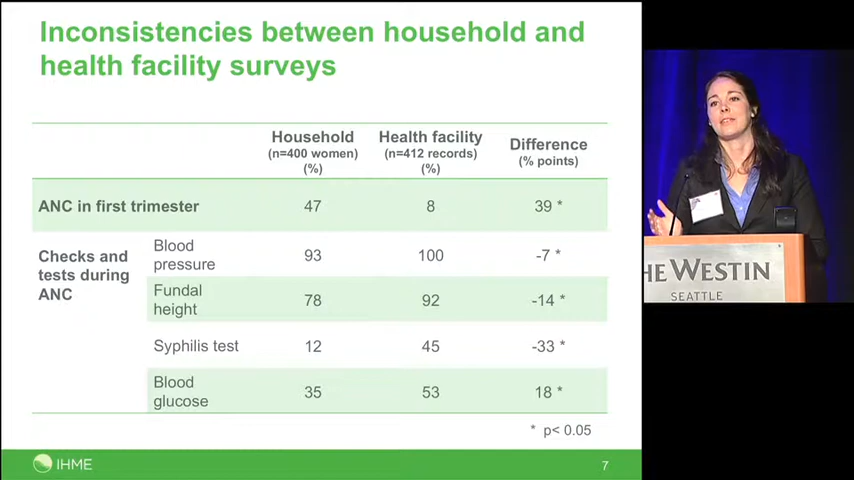 Inconsistencies between household and
health facility surveys
Household
(n=400 women)
(%)
Health facility
(n=412 records)
(%)
Difference
(% points)
ANC in first trimester 47 8 39 *
Checks and
tests during
ANC
Blood
pressure
93 100 -7 *
Fundal
height
78 92 -14 *
Syphilis test 12 45 -33 *
Blood
glucose
35 53 18 *
* p< 0.05
IHME
7
HE WESTIN
SEATTLE